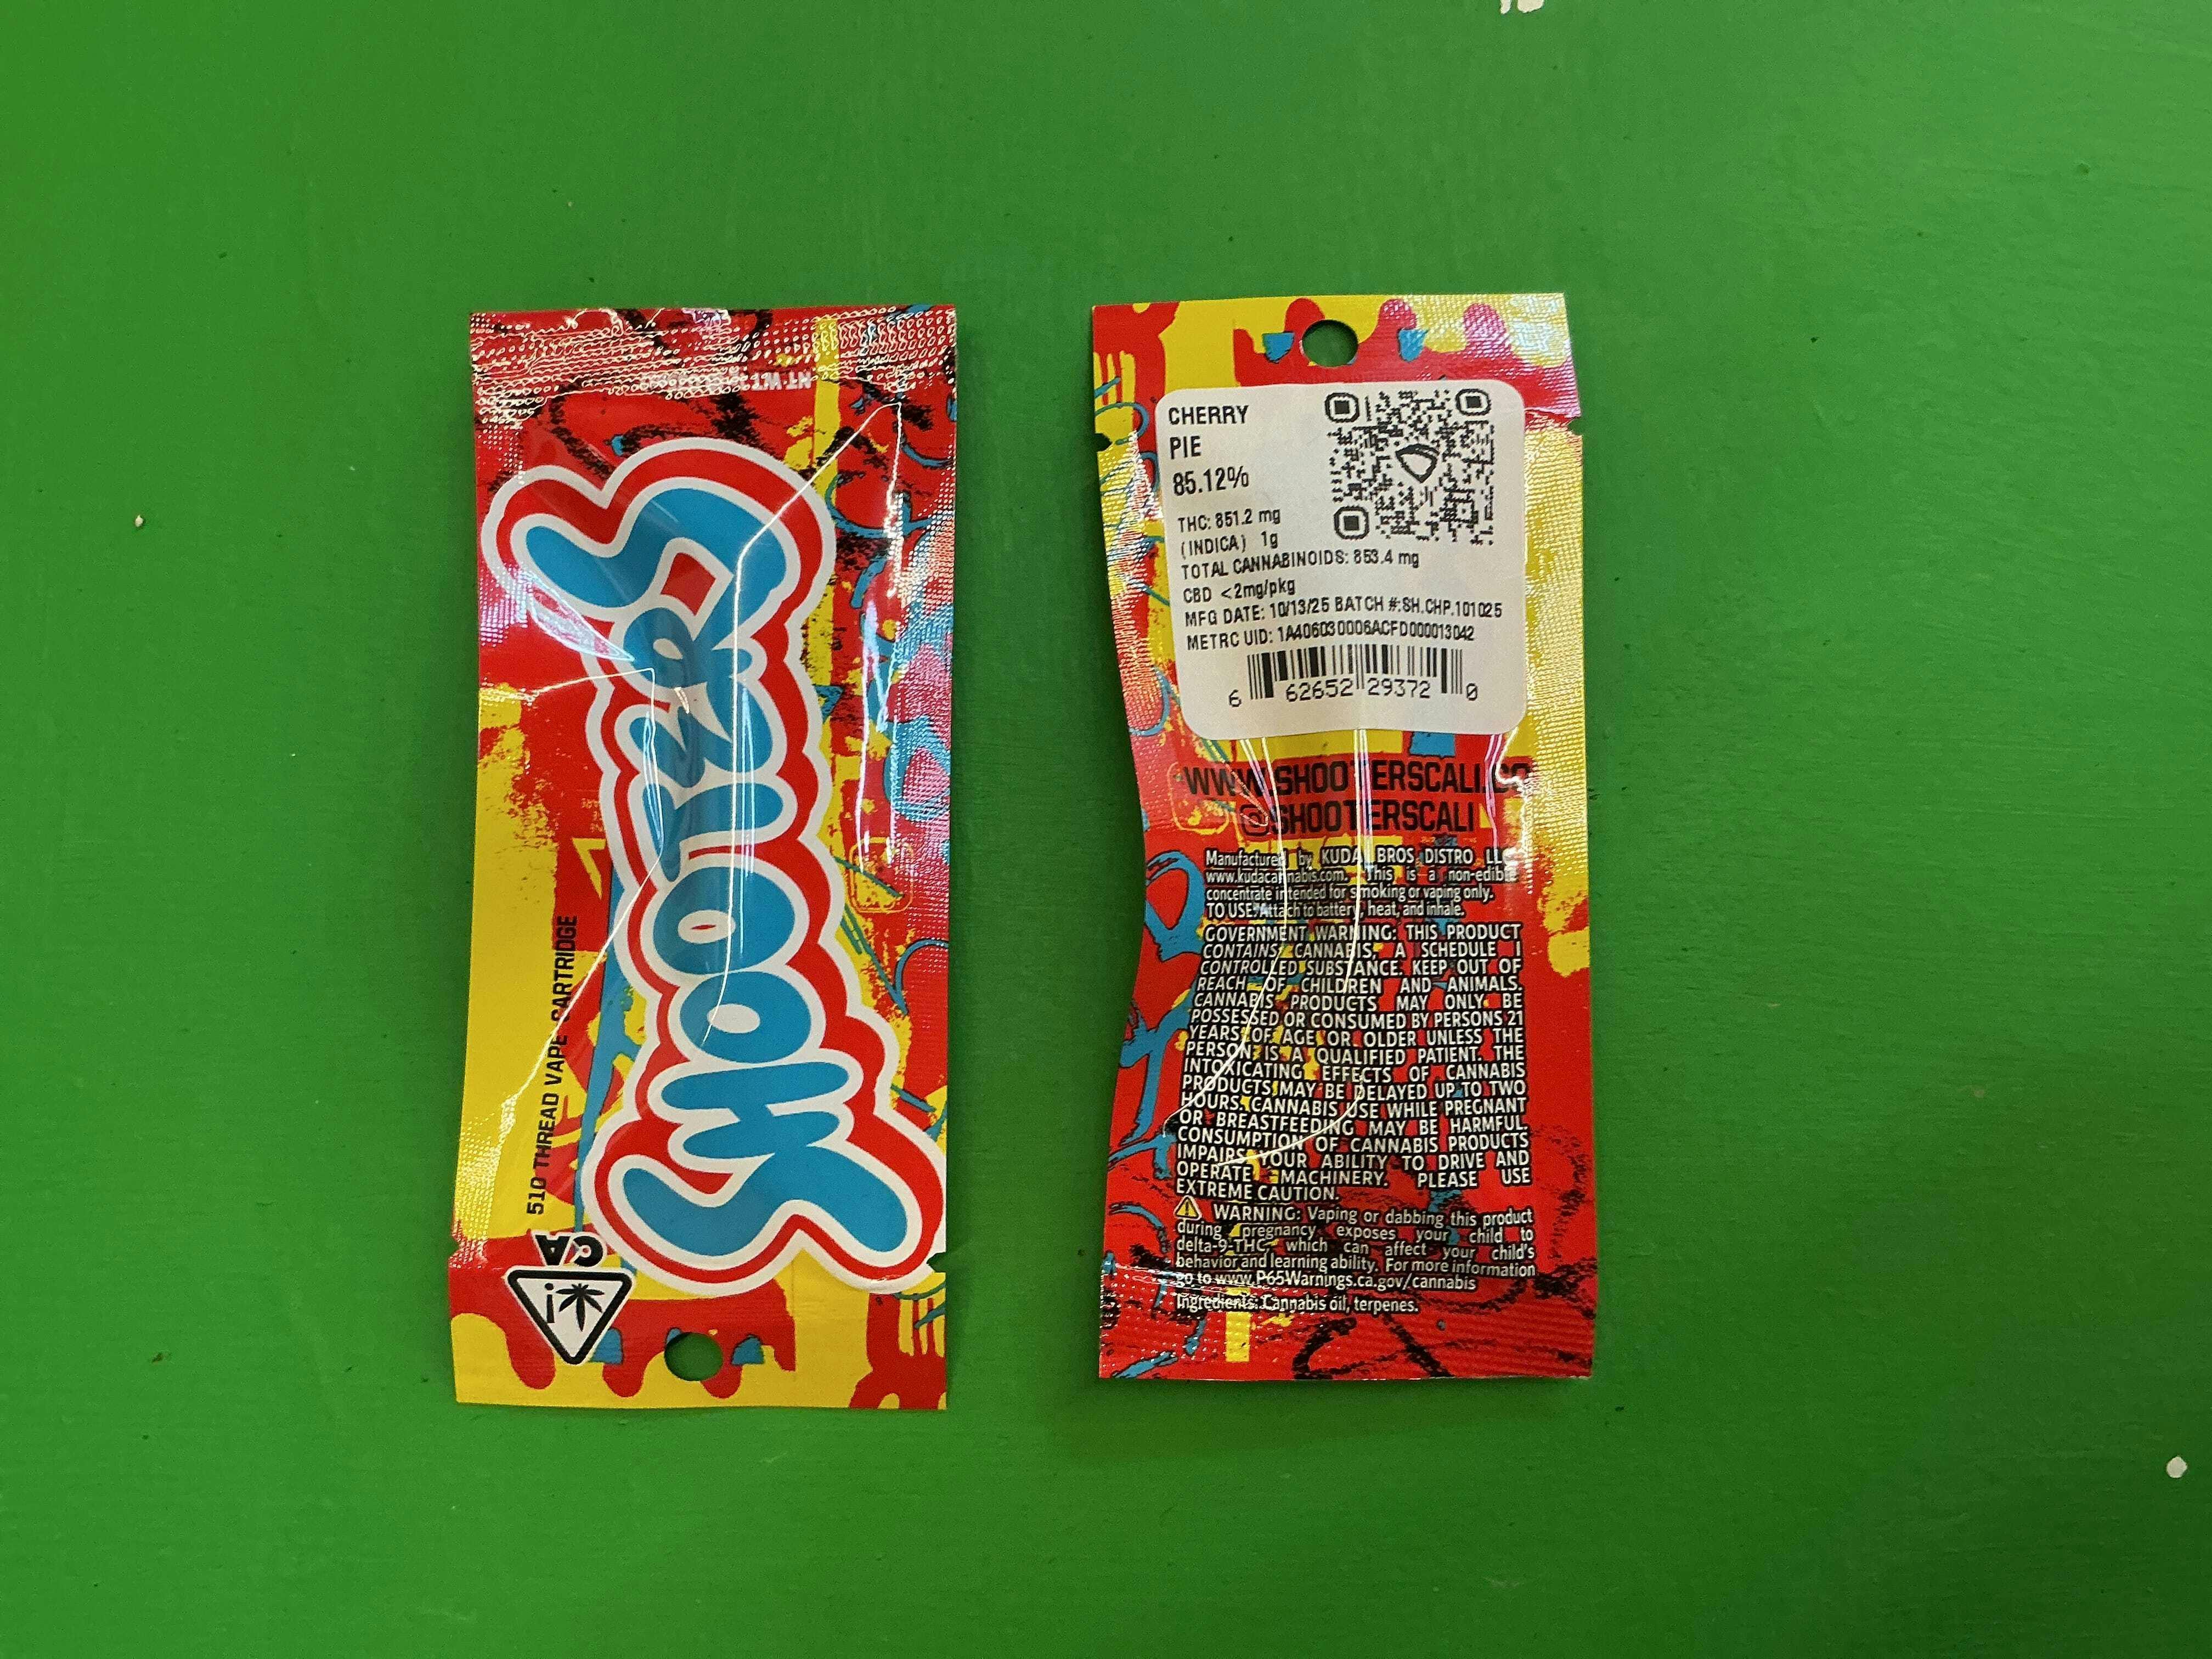 NT WT
Shooterz
510 THREAD VAPE CARTRIDGE
CA
!
CHERRY
PIE
85.12%
THC: 851.2 mg
(INDICA) 1g
TOTAL CANNABINOIDS: 853.4 mg
CBD <2mg/pkg
MFG DATE: 10/13/25 BATCH #:SH.CHP.101025
METRC UID: 1A406030006ACFD000013042
6 62652 29372 0
WWW.SHOOTERSCALI.CO
@SHOOTERSCALI
Manufactured by KUDA BROS DISTRO LLC
www.kudacannabis.com. This is a non-edible
concentrate intended for smoking or vaping only.
TO USE: Attach to battery, heat, and inhale.
GOVERNMENT WARNING: THIS PRODUCT
CONTAINS CANNABIS, A SCHEDULE I
CONTROLLED SUBSTANCE. KEEP OUT OF
REACH OF CHILDREN AND ANIMALS.
CANNABIS PRODUCTS MAY ONLY BE
POSSESSED OR CONSUMED BY PERSONS 21
YEARS OF AGE OR OLDER UNLESS THE
PERSON IS A QUALIFIED PATIENT. THE
INTOXICATING EFFECTS OF CANNABIS
PRODUCTS MAY BE DELAYED UP TO TWO
HOURS. CANNABIS USE WHILE PREGNANT
OR BREASTFEEDING MAY BE HARMFUL.
CONSUMPTION OF CANNABIS PRODUCTS
IMPAIRS YOUR ABILITY TO DRIVE AND
OPERATE MACHINERY. PLEASE USE
EXTREME CAUTION.
WARNING: Vaping or dabbing this product
during pregnancy exposes your child to
delta-9-THC, which can affect your child's
behavior and learning ability. For more information
go to www.P65Warnings.ca.gov/cannabis
Ingredients: Cannabis oil, terpenes.